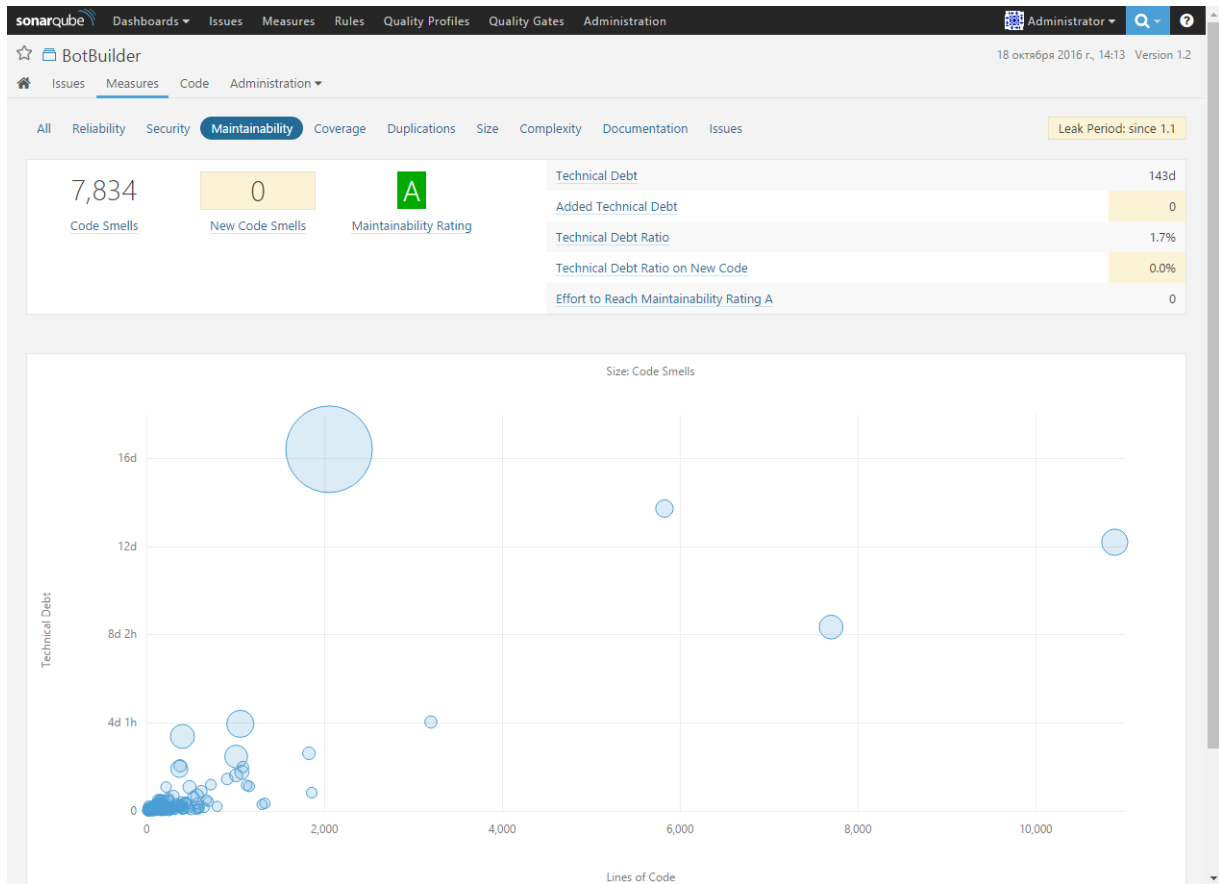 sonarqube Dashboards Issues Measures Rules Quality Profiles Quality Gates Administration Administrator
BotBuilder 18 октября 2016 г., 14:13 Version 1.2
Issues Measures Code Administration
All Reliability Security Maintainability Coverage Duplications Size Complexity Documentation Issues Leak Period: since 1.1
7,834
Code Smells
0
New Code Smells
A
Maintainability Rating
Technical Debt 143d
Added Technical Debt 0
Technical Debt Ratio 1.7%
Technical Debt Ratio on New Code 0.0%
Effort to Reach Maintainability Rating A 0
Size: Code Smells
16d
12d
8d 2h
4d 1h
0
Technical Debt
0 2,000 4,000 6,000 8,000 10,000
Lines of Code